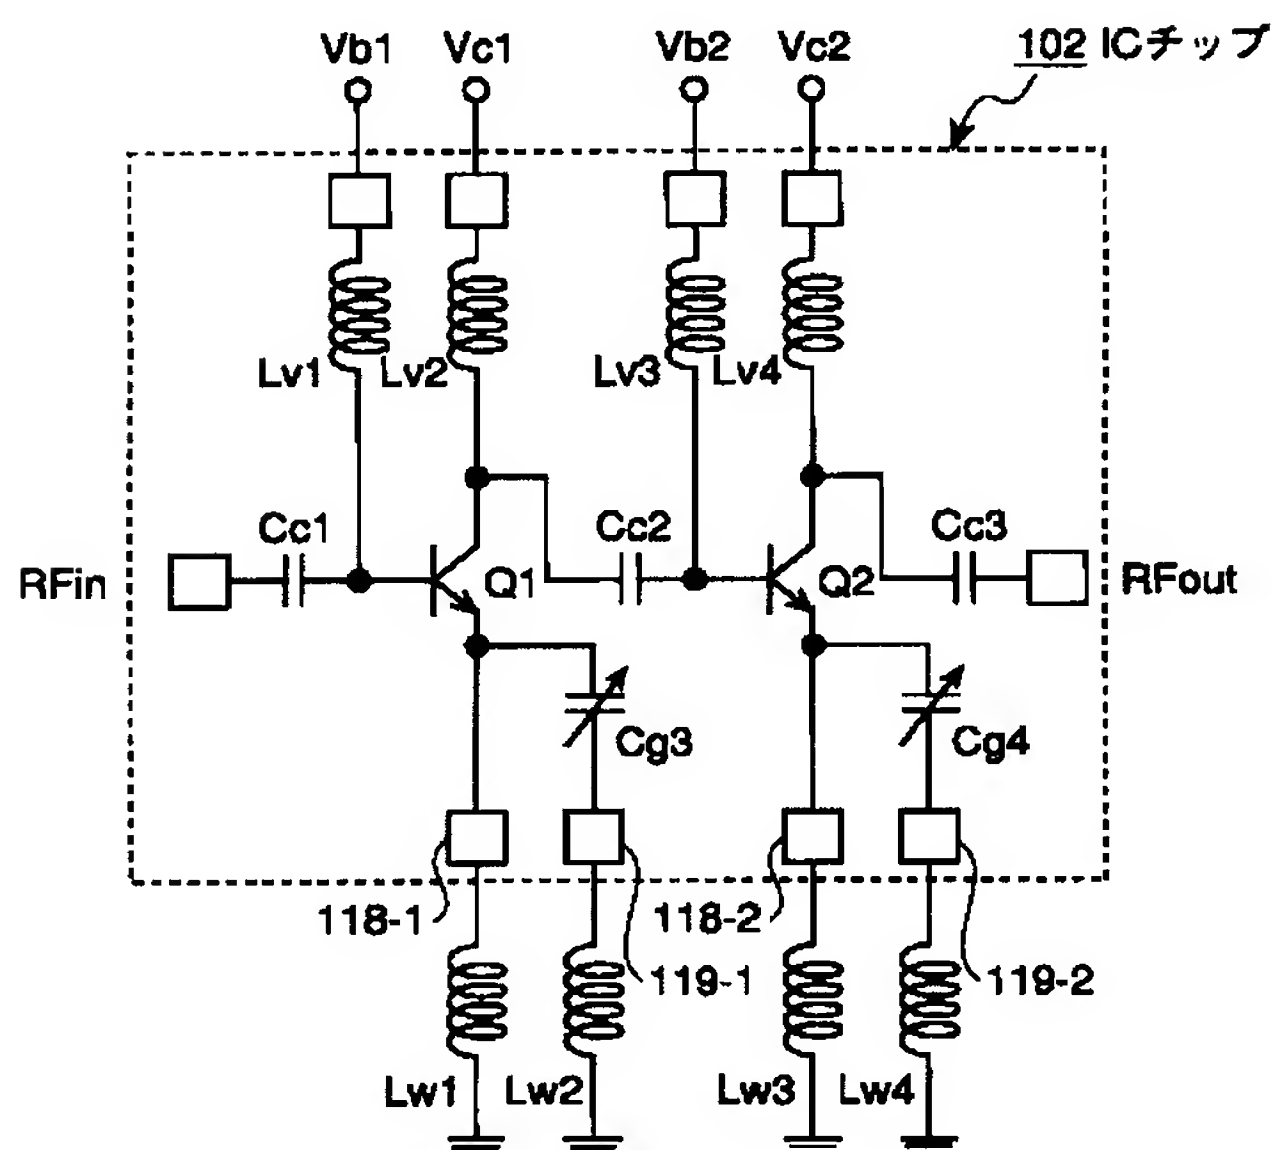 Vb1 Vc1 Vb2 Vc2 102 ICチップ
Lv1 Lv2 Lv3 Lv4
Cc1 Cc2 Cc3
RFin Q1 Q2 RFout
Cg3 Cg4
118-1 118-2
119-1 119-2
Lw1 Lw2 Lw3 Lw4